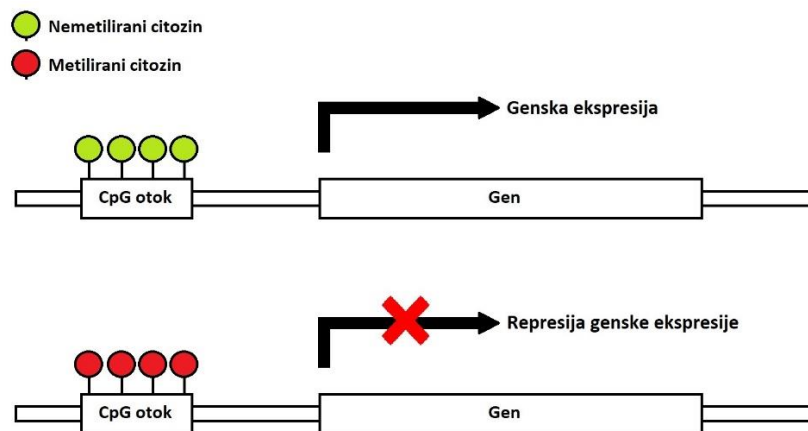 Nemetilirani citozin
Metilirani citozin
Genska ekspresija
CpG otok
Gen
Represija genske ekspresije
CpG otok
Gen